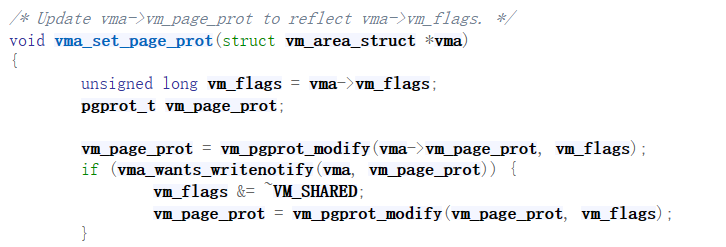 /* Update vma->vm_page_prot to reflect vma->vm_flags. */
void vma_set_page_prot(struct vm_area_struct *vma)
{
        unsigned long vm_flags = vma->vm_flags;
        pgprot_t vm_page_prot;

        vm_page_prot = vm_pgprot_modify(vma->vm_page_prot, vm_flags);
        if (vma_wants_writenotify(vma, vm_page_prot)) {
                vm_flags &= ~VM_SHARED;
                vm_page_prot = vm_pgprot_modify(vm_page_prot, vm_flags);
        }